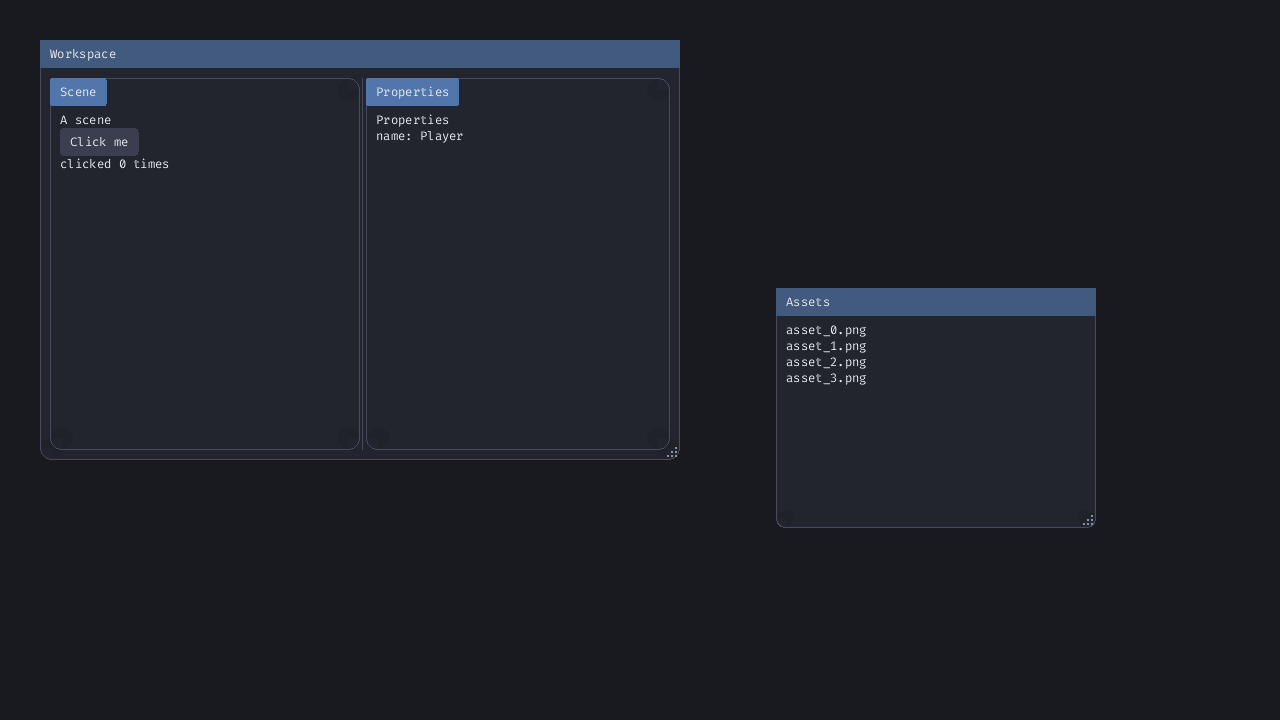 Workspace
Scene
A scene
Click me
clicked 0 times
Properties
Properties
name: Player
Assets
asset_0.png
asset_1.png
asset_2.png
asset_3.png